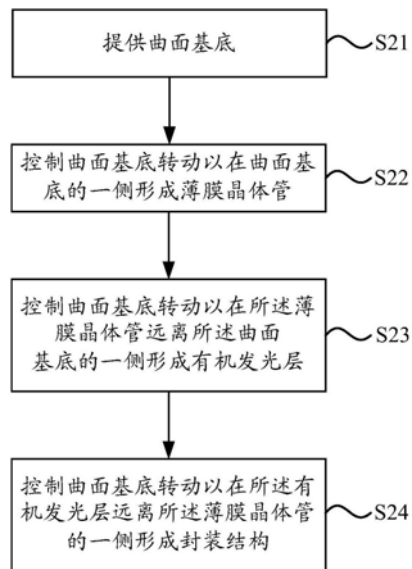 提供曲面基底
S21
控制曲面基底转动以在曲面基
底的一侧形成薄膜晶体管
S22
控制曲面基底转动以在所述薄
膜晶体管远离所述曲面
基底的一侧形成有机发光层
S23
控制曲面基底转动以在所述有
机发光层远离所述薄膜晶体管
的一侧形成封装结构
S24